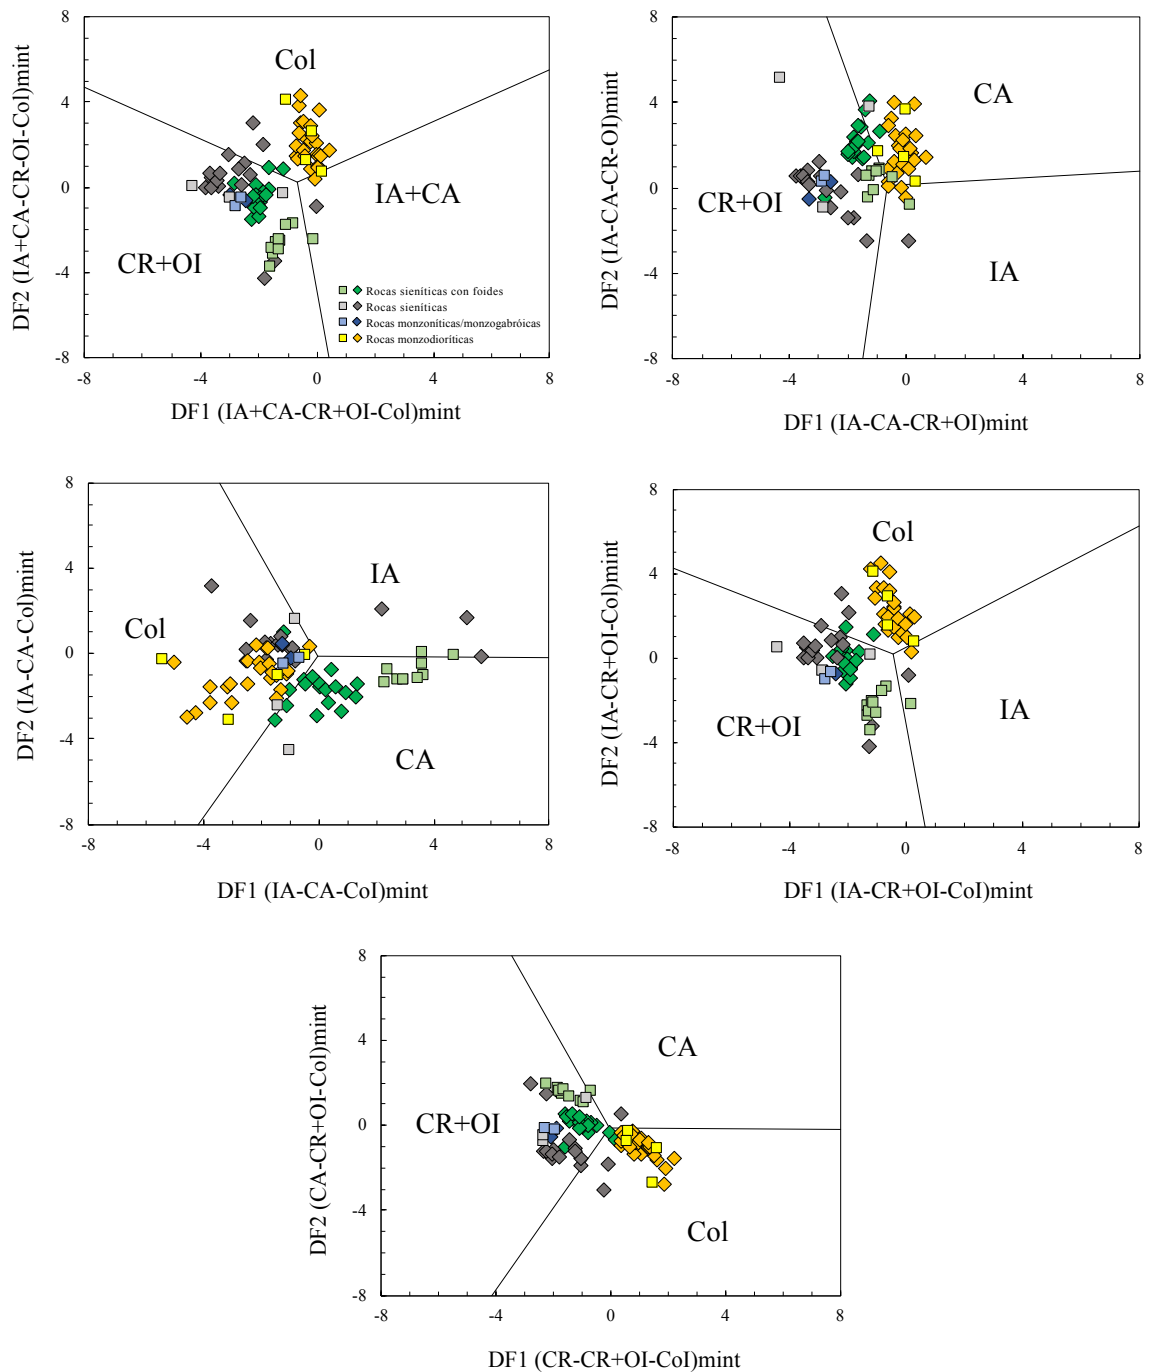 8
4
0
-4
-8
-8
-4
0
4
8
DF2 (IA+CA-CR-OI-Col)mint
DF1 (IA+CA-CR+OI-Col)mint
Col
IA+CA
CR+OI
Rocas sieníticas con foides
Rocas sieníticas
Rocas monzoníticas/monzogabróicas
Rocas monzodioríticas
8
4
0
-4
-8
-8
-4
0
4
8
DF2 (IA-CA-CR-OI)mint
DF1 (IA-CA-CR+OI)mint
CA
CR+OI
IA
8
4
0
-4
-8
-8
-4
0
4
8
DF2 (IA-CA-Col)mint
DF1 (IA-CA-CoI)mint
IA
Col
CA
8
4
0
-4
-8
-8
-4
0
4
8
DF2 (IA-CR+OI-Col)mint
DF1 (IA-CR+OI-CoI)mint
Col
CR+OI
IA
8
4
0
-4
-8
-8
-4
0
4
8
DF2 (CA-CR+OI-Col)mint
DF1 (CR-CR+OI-CoI)mint
CA
CR+OI
Col